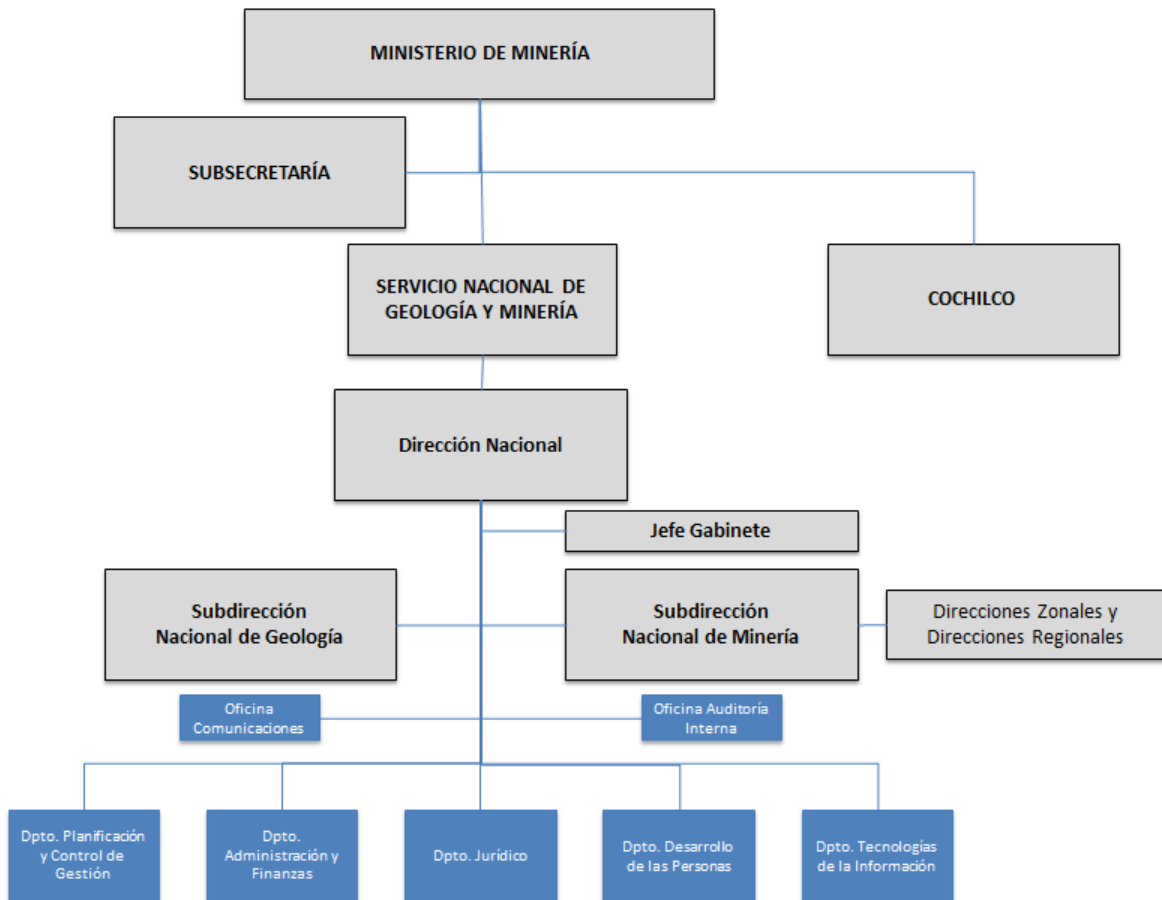 MINISTERIO DE MINERÍA
SUBSECRETARÍA
SERVICIO NACIONAL DE
GEOLOGÍA Y MINERÍA
COCHILCO
Dirección Nacional
Jefe Gabinete
Subdirección
Nacional de Geología
Subdirección
Nacional de Minería
Direcciones Zonales y
Direcciones Regionales
Oficina
Comunicaciones
Oficina Auditoría
Interna
Dpto. Planificación
y Control de
Gestión
Dpto.
Administración y
Finanzas
Dpto. Jurídico
Dpto. Desarrollo
de las Personas
Dpto. Tecnologías
de la Información